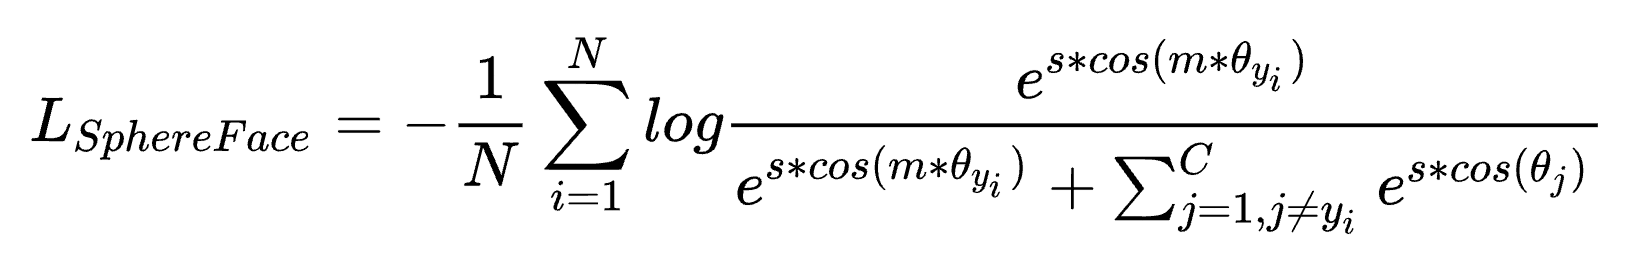 L_{SphereFace} = -\frac{1}{N} \sum_{i=1}^{N} log \frac{e^{s*cos(m*\theta_{y_i})}}{e^{s*cos(m*\theta_{y_i})} + \sum_{j=1, j \neq y_i}^{C} e^{s*cos(\theta_j)}}